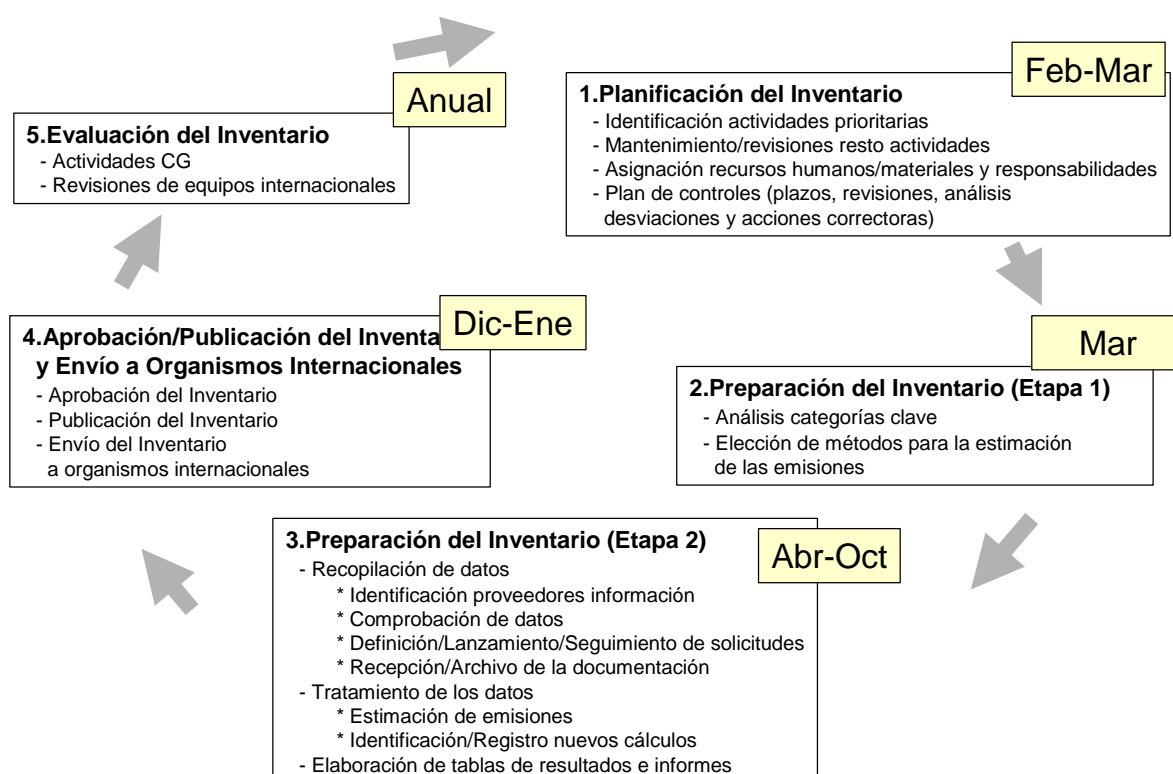 Feb-Mar
1.Planificación del Inventario
- Identificación actividades prioritarias
- Mantenimiento/revisiones resto actividades
- Asignación recursos humanos/materiales y responsabilidades
- Plan de controles (plazos, revisiones, análisis
desviaciones y acciones correctoras)
Mar
2.Preparación del Inventario (Etapa 1)
- Análisis categorías clave
- Elección de métodos para la estimación
de las emisiones
Abr-Oct
3.Preparación del Inventario (Etapa 2)
- Recopilación de datos
* Identificación proveedores información
* Comprobación de datos
* Definición/Lanzamiento/Seguimiento de solicitudes
* Recepción/Archivo de la documentación
- Tratamiento de los datos
* Estimación de emisiones
* Identificación/Registro nuevos cálculos
- Elaboración de tablas de resultados e informes
Dic-Ene
4.Aprobación/Publicación del Inventa
y Envío a Organismos Internacionales
- Aprobación del Inventario
- Publicación del Inventario
- Envío del Inventario
a organismos internacionales
Anual
5.Evaluación del Inventario
- Actividades CG
- Revisiones de equipos internacionales